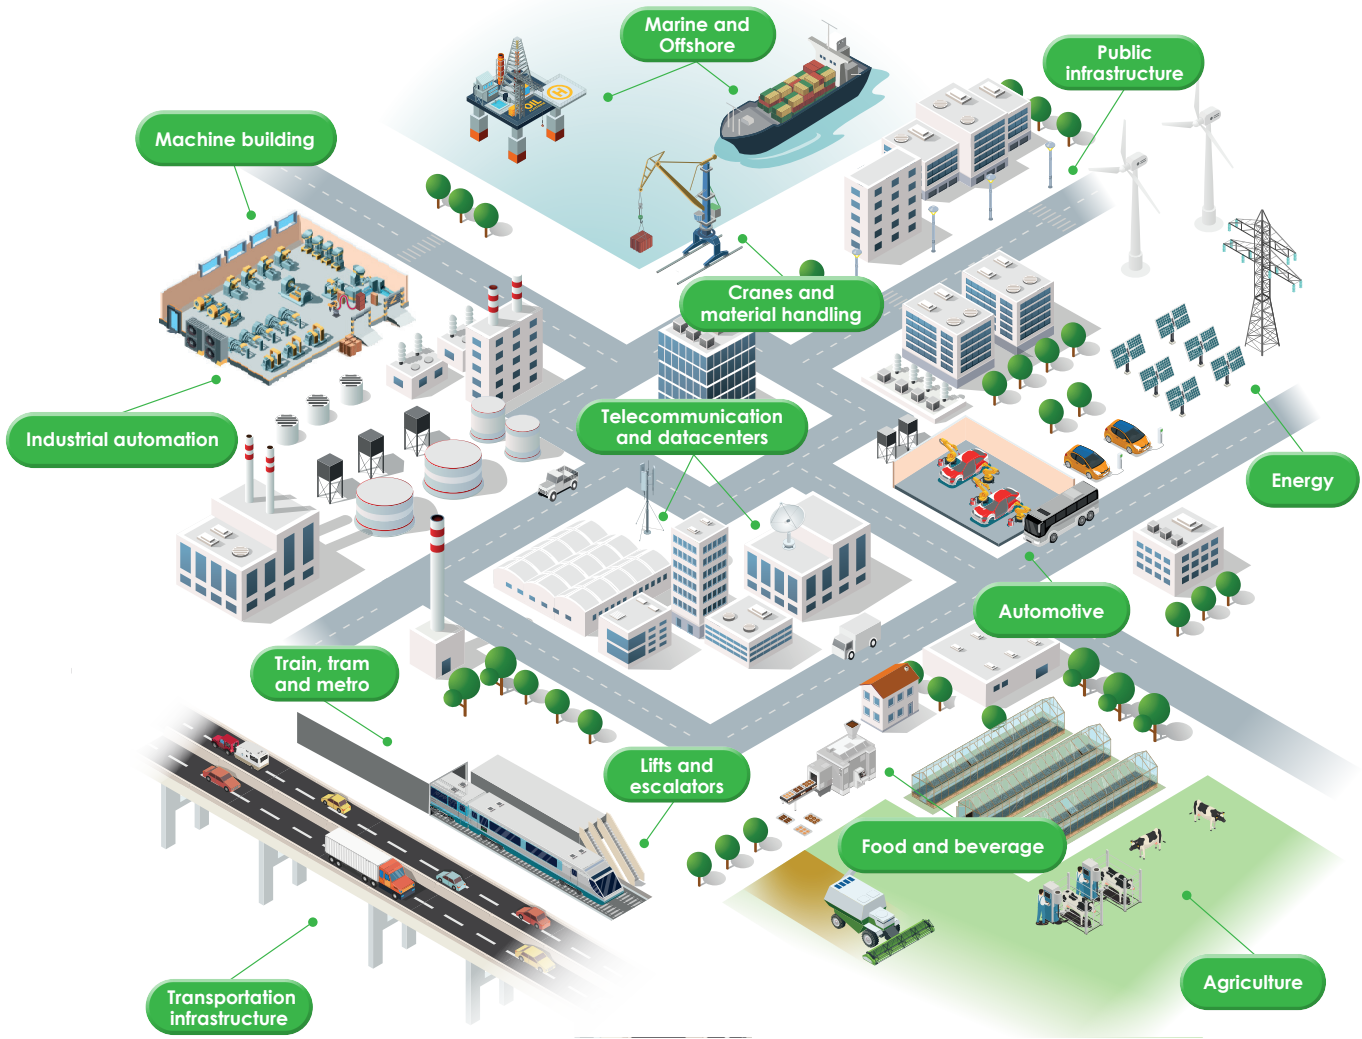 Marine and
Offshore
Public
infrastructure
Machine building
OIL
H
Cranes and
material handling
Telecommunication
and datacenters
Industrial automation
Energy
Automotive
Train, tram
and metro
Lifts and
escalators
Food and beverage
Agriculture
Transportation
infrastructure